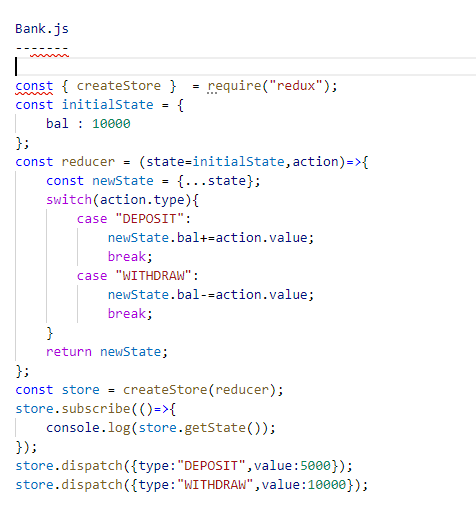 Bank.js
-------
const { createStore }  = require("redux");
const initialState = {
    bal : 10000
};
const reducer = (state=initialState,action)=>{
    const newState = {...state};
    switch(action.type){
        case "DEPOSIT":
            newState.bal+=action.value;
            break;
        case "WITHDRAW":
            newState.bal-=action.value;
            break;
    }
    return newState;
};
const store = createStore(reducer);
store.subscribe(()=>{
    console.log(store.getState());
});
store.dispatch({type:"DEPOSIT",value:5000});
store.dispatch({type:"WITHDRAW",value:10000});